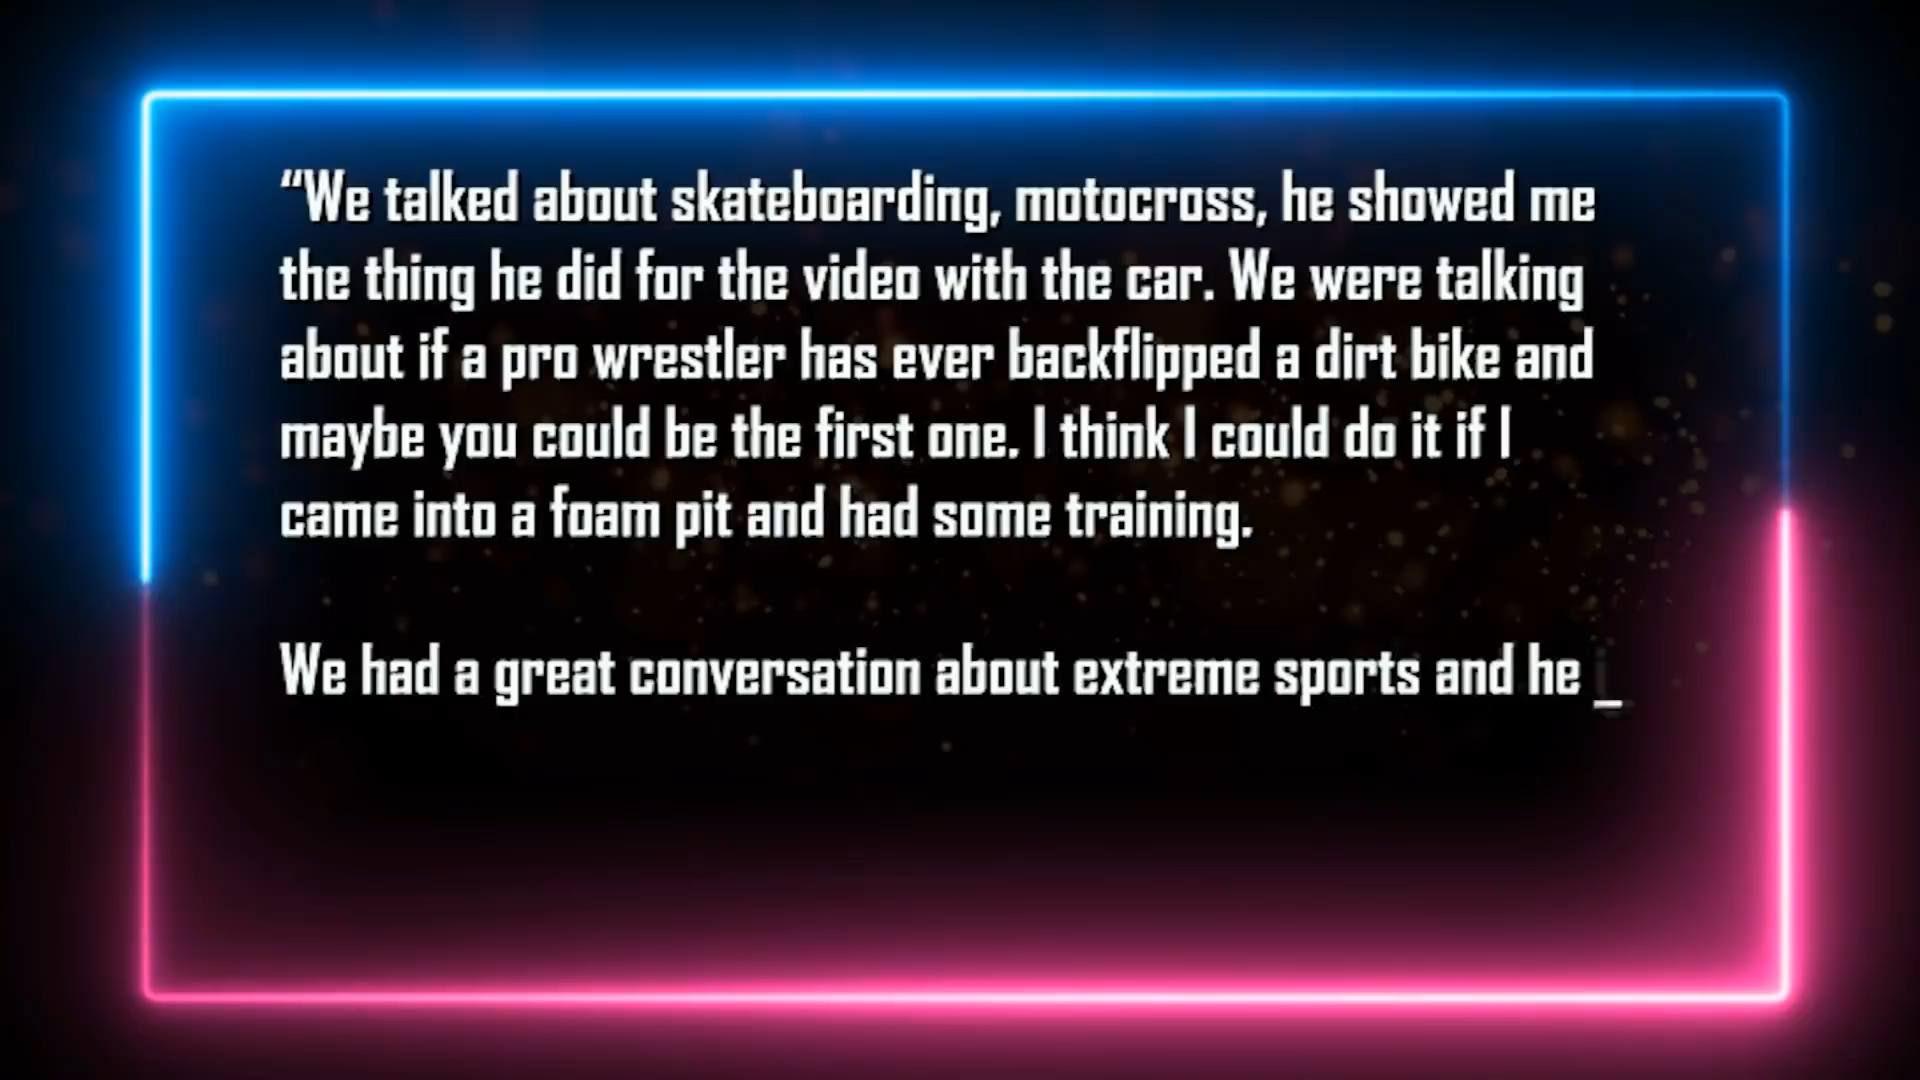 “We talked about skateboarding, motocross, he showed me
the thing he did for the video with the car. We were talking
about if a pro wrestler has ever backflipped a dirt bike and
maybe you could be the first one. I think I could do it if I
came into a foam pit and had some training.
We had a great conversation about extreme sports and he _